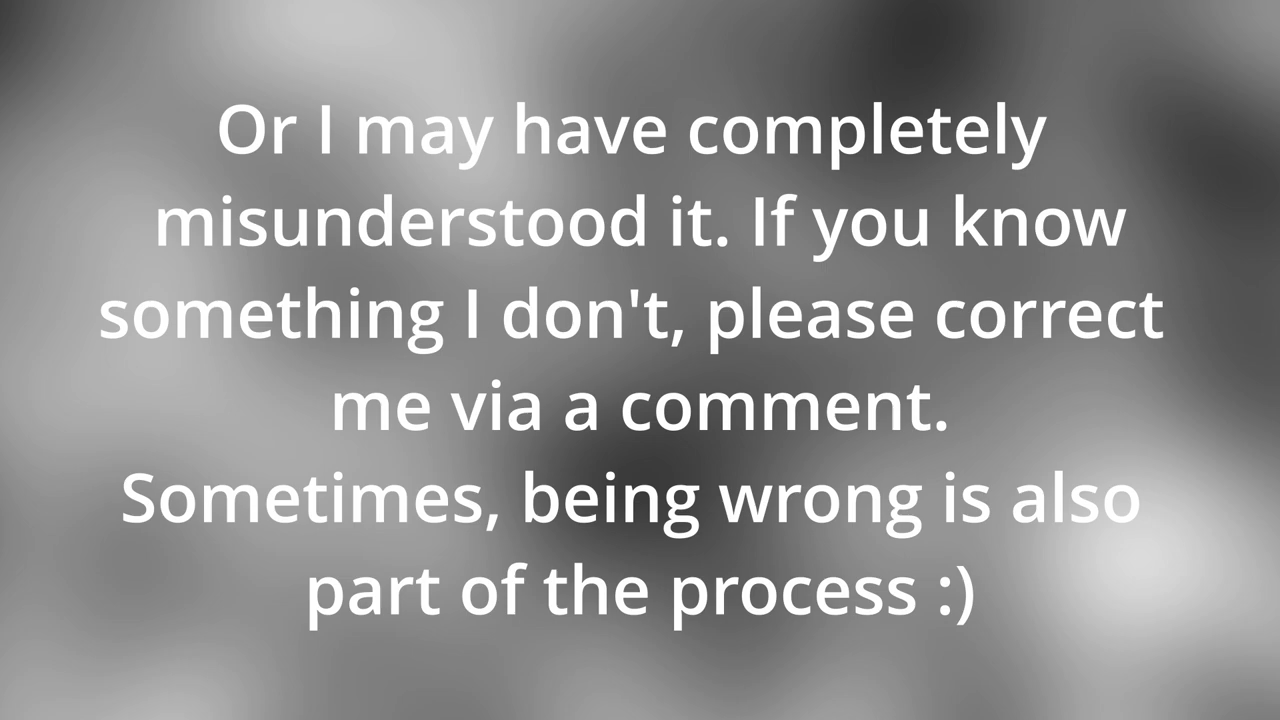 Or I may have completely
misunderstood it. If you know
something I don't, please correct
me via a comment.
Sometimes, being wrong is also
part of the process :)